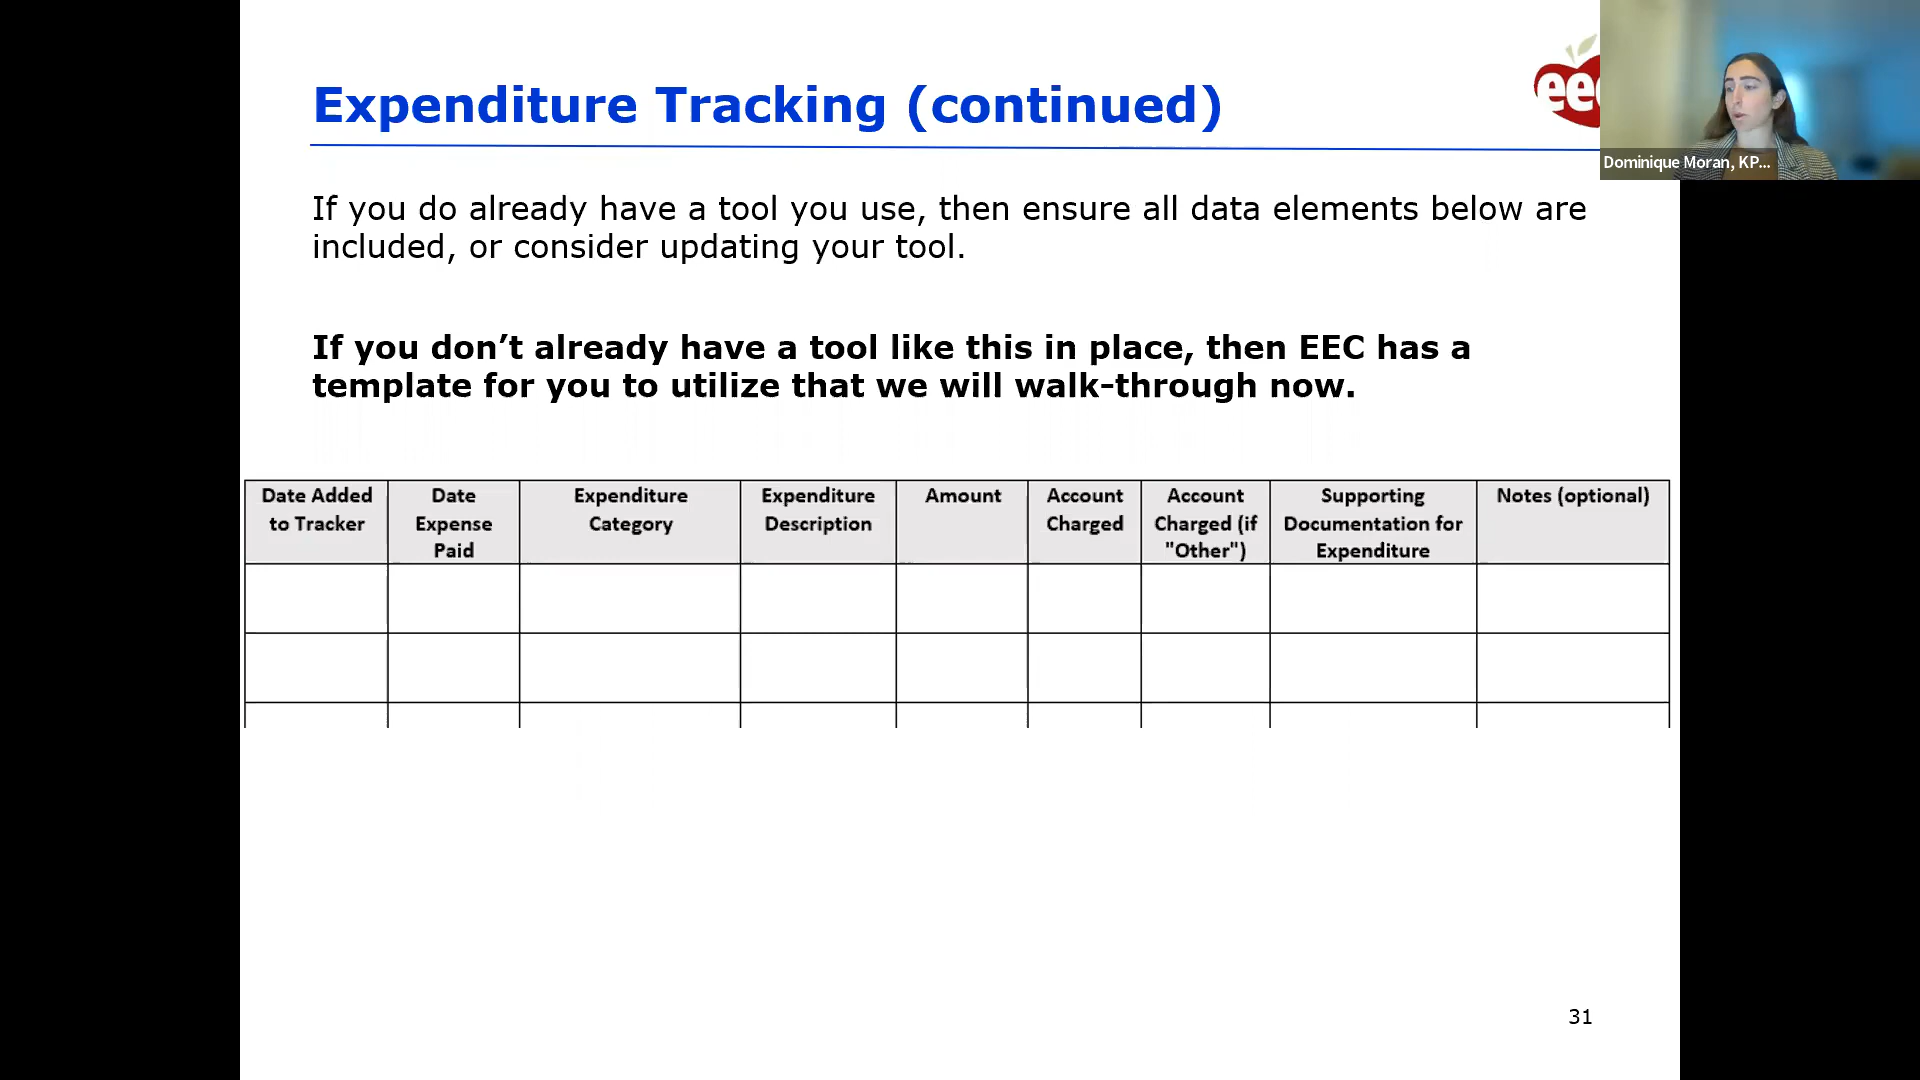 Expenditure Tracking (continued)
eec
Dominique Moran, KP...
If you do already have a tool you use, then ensure all data elements below are
included, or consider updating your tool.
If you don’t already have a tool like this in place, then EEC has a
template for you to utilize that we will walk-through now.
Date Added
to Tracker
Date
Expense
Paid
Expenditure
Category
Expenditure
Description
Amount
Account
Charged
Account
Charged (if
"Other")
Supporting
Documentation for
Expenditure
Notes (optional)
31